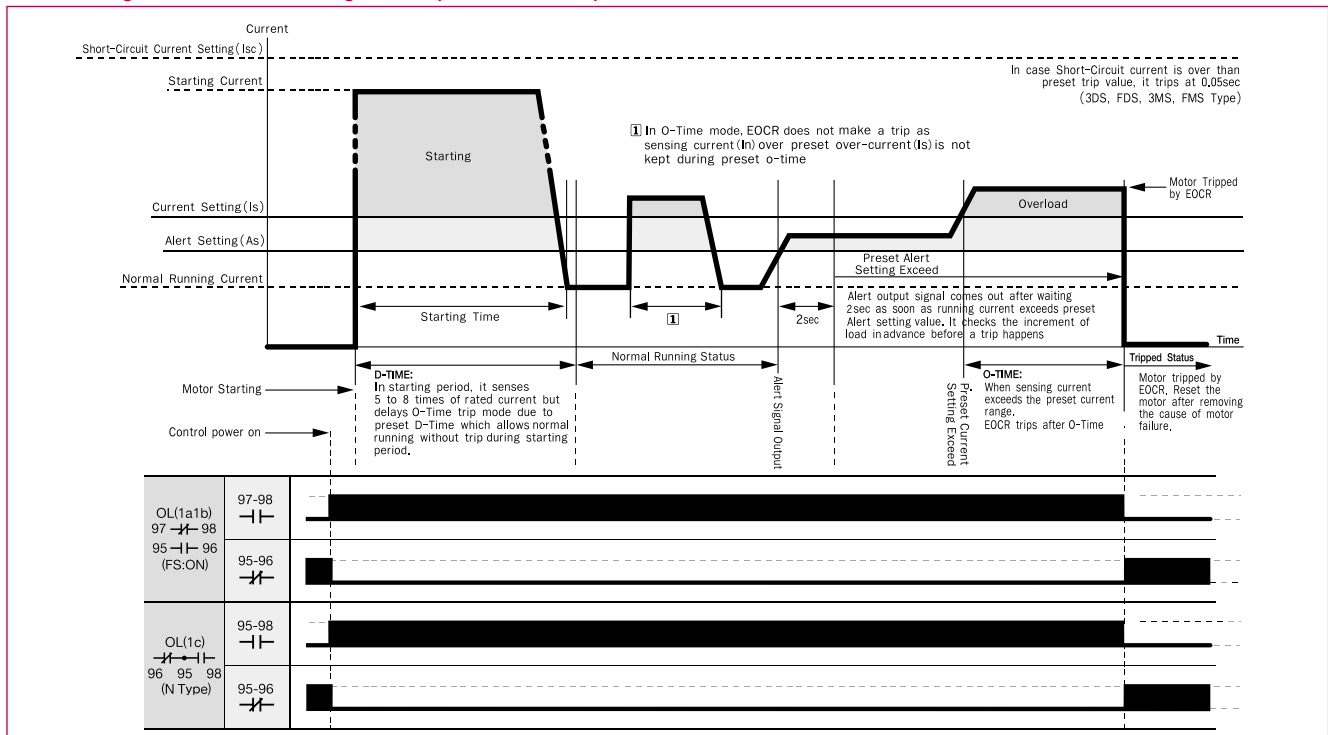 Current
Short-Circuit Current Setting(Isc)
In case Short-Circuit current is over than
preset trip value, it trips at 0.05sec
(3DS, FDS, 3MS, FMS Type)
Starting Current
1 In O-Time mode, EOCR does not make a trip as
sensing current(In) over preset over-current(Is) is not
kept during preset o-time
Starting
Motor Tripped
by EOCR
Overload
Current Setting(Is)
Alert Setting(As)
Preset Alert
Setting Exceed
Normal Running Current
Starting Time
1
2sec
Alert output signal comes out after waiting
2sec as soon as running current exceeds preset
Alert setting value. It checks the increment of
load in advance before a trip happens
Time
Normal Running Status
Motor Starting
D-TIME:
In starting period, it senses
5 to 8 times of rated current but
delays O-Time trip mode due to
preset D-Time which allows normal
running without trip during starting
period.
Alert Signal Output
Preset Current
Setting Exceed
O-TIME:
When sensing current
exceeds the preset current
range,
EOCR trips after O-Time
Tripped Status
Motor tripped by
EOCR, Reset the
motor after removing
the cause of motor
failure.
Control power on
OL(1a1b)
97 98
95 96
(FS:ON)
97-98
95-96
OL(1c)
96 95 98
(N Type)
95-98
95-96